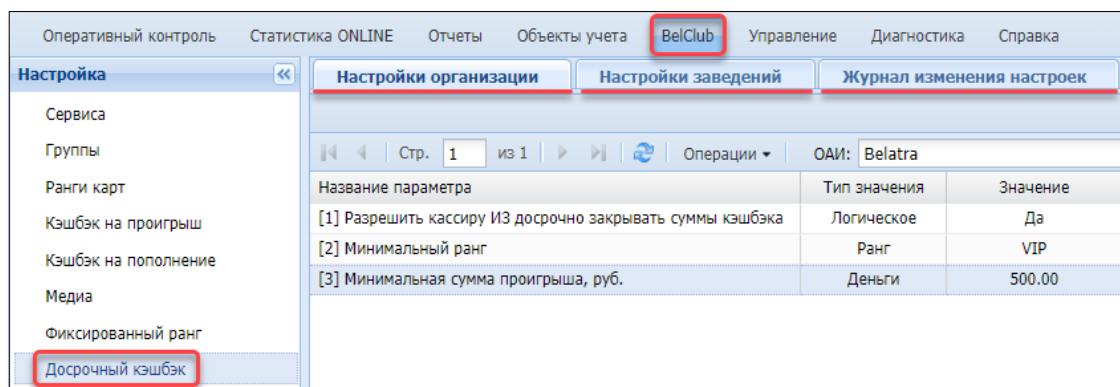 Оперативный контроль Статистика ONLINE Отчеты Объекты учета BelClub Управление Диагностика Справка
Настройка
Сервиса
Группы
Ранги карт
Кэшбэк на проигрыш
Кэшбэк на пополнение
Медиа
Фиксированный ранг
Досрочный кэшбэк
Настройки организации Настройки заведений Журнал изменения настроек
Стр. 1 из 1 Операции ОАИ: Belatra
Название параметра Тип значения Значение
[1] Разрешить кассиру ИЗ досрочно закрывать суммы кэшбэка Логическое Да
[2] Минимальный ранг Ранг VIP
[3] Минимальная сумма проигрыша, руб. Деньги 500.00